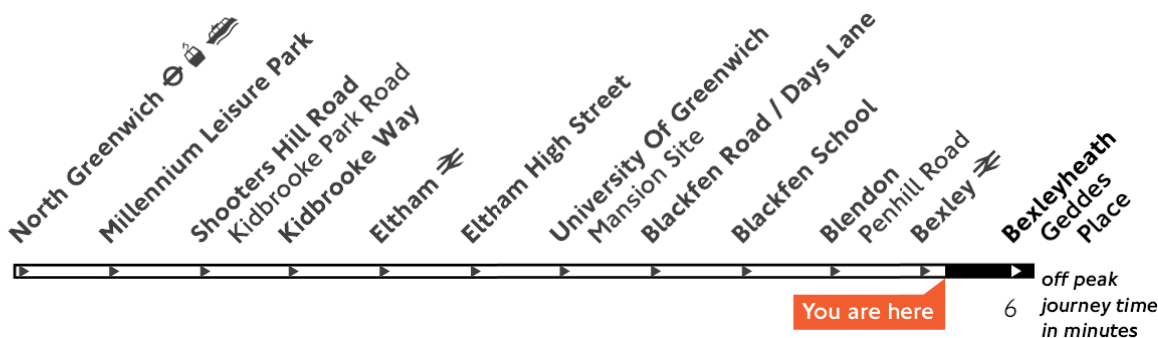 North Greenwich
Millennium Leisure Park
Shooters Hill Road
Kidbrooke Park Road
Kidbrooke Way
Eltham
Eltham High Street
University Of Greenwich
Mansion Site
Blackfen Road / Days Lane
Blackfen School
Blendon
Penhill Road
Bexley
Bexleyheath
Geddes
Place
You are here
6
off peak
journey time
in minutes